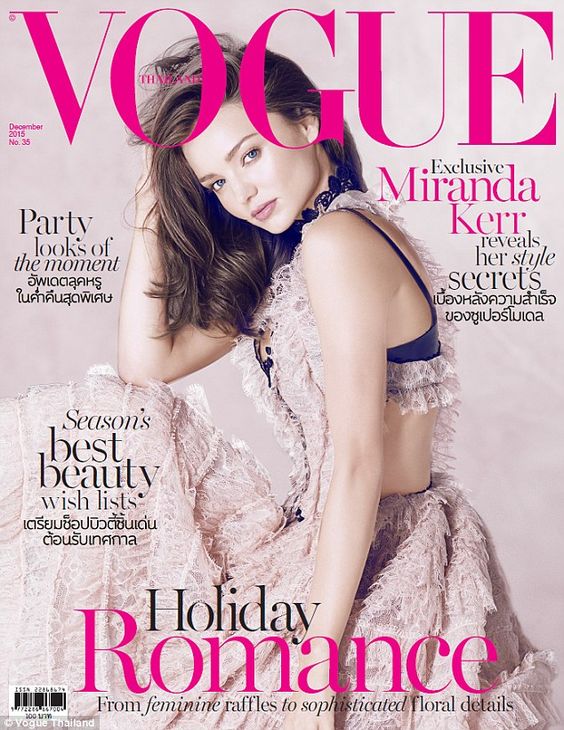 ©
VOGUE
THAILAND
December
2015
No. 35
Exclusive
Miranda
Kerr
reveals
her style
secrets
เบื้องหลังความสำเร็จ
ของซูเปอร์โมเดล
Party
looks of
the moment
อัพเดตลุคหรู
ในค่ำคืนสุดพิเศษ
Season's
best
beauty
wish lists
เตรียมช็อปบิวตี้ชิ้นเด่น
ต้อนรับเทศกาล
Holiday
Romance
From feminine raffles to sophisticated floral details
100 บาท
© Vogue Thailand